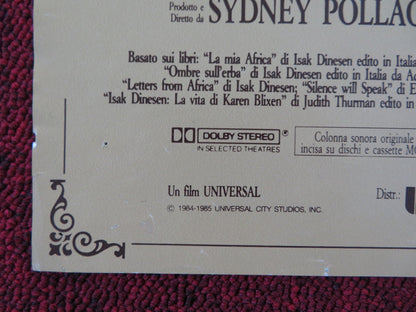 Prodotto e
Diretto da SYDNEY POLLAC
Basato sui libri: "La mia Africa" di Isak Dinesen edito in Italia
"Ombre sull'erba" di Isak Dinesen edito in Italia da Ad
"Letters from Africa" di Isak Dinesen; "Silence will Speak" di E
"Isak Dinesen: La vita di Karen Blixen" di Judith Thurman edito in
DOLBY STEREO ®
IN SELECTED THEATRES
Colonna sonora originale
incisa su dischi e cassette MC
Un film UNIVERSAL
Distr.:
© 1984-1985 UNIVERSAL CITY STUDIOS, INC.